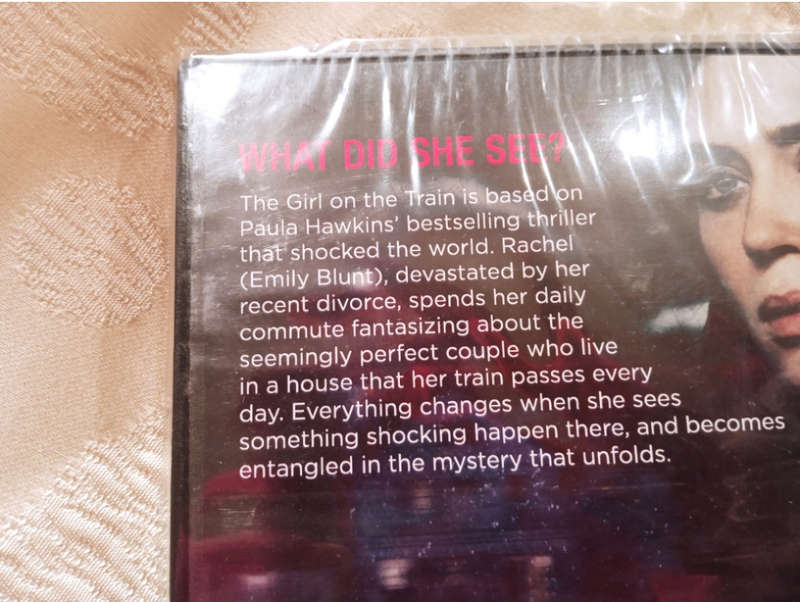 WHAT DID SHE SEE?
The Girl on the Train is based on
Paula Hawkins' bestselling thriller
that shocked the world. Rachel
(Emily Blunt), devastated by her
recent divorce, spends her daily
commute fantasizing about the
seemingly perfect couple who live
in a house that her train passes every
day. Everything changes when she sees
something shocking happen there, and becomes
entangled in the mystery that unfolds.